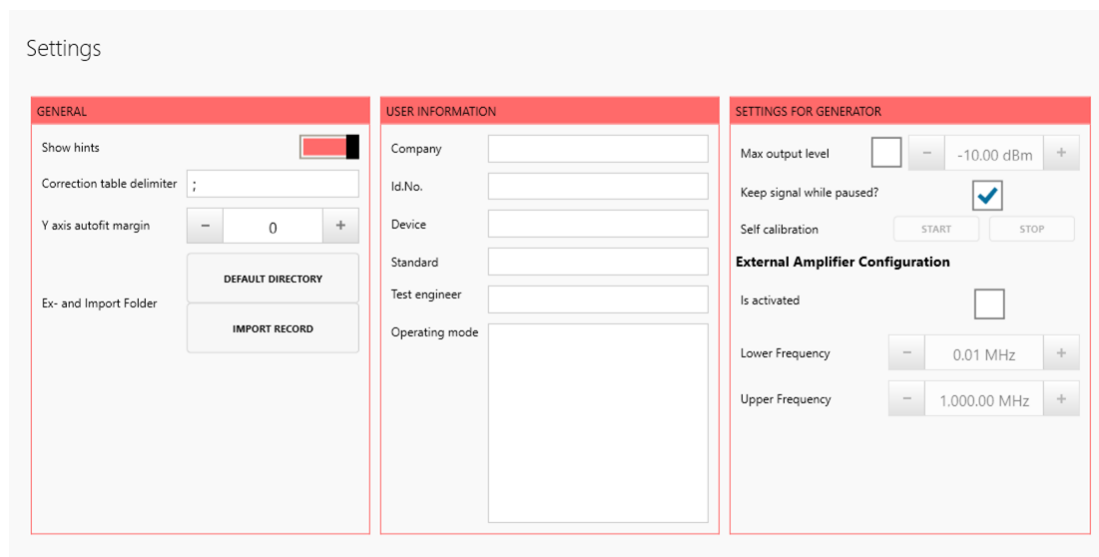 Settings
GENERAL
Show hints
Correction table delimiter ;
Y axis autofit margin - 0 +
Ex- and Import Folder
DEFAULT DIRECTORY
IMPORT RECORD
USER INFORMATION
Company
Id.No.
Device
Standard
Test engineer
Operating mode
SETTINGS FOR GENERATOR
Max output level - -10.00 dBm +
Keep signal while paused?
Self calibration START STOP
External Amplifier Configuration
Is activated
Lower Frequency - 0.01 MHz +
Upper Frequency - 1,000.00 MHz +